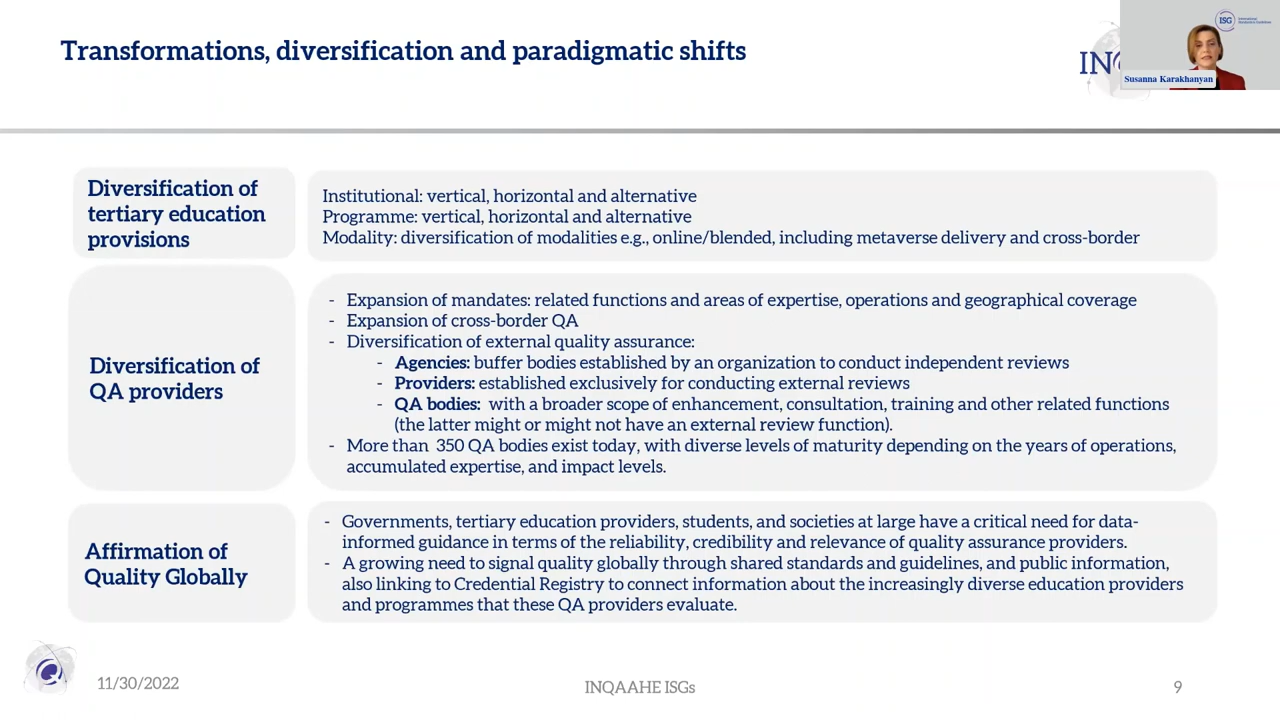 Transformations, diversification and paradigmatic shifts
ISG
Susanna Karakhanyan
Diversification of
tertiary education
provisions
Institutional: vertical, horizontal and alternative
Programme: vertical, horizontal and alternative
Modality: diversification of modalities e.g., online/blended, including metaverse delivery and cross-border
Diversification of
QA providers
- Expansion of mandates: related functions and areas of expertise, operations and geographical coverage
- Expansion of cross-border QA
- Diversification of external quality assurance:
- Agencies: buffer bodies established by an organization to conduct independent reviews
- Providers: established exclusively for conducting external reviews
- QA bodies: with a broader scope of enhancement, consultation, training and other related functions
(the latter might or might not have an external review function).
- More than 350 QA bodies exist today, with diverse levels of maturity depending on the years of operations,
accumulated expertise, and impact levels.
Affirmation of
Quality Globally
- Governments, tertiary education providers, students, and societies at large have a critical need for data-
informed guidance in terms of the reliability, credibility and relevance of quality assurance providers.
- A growing need to signal quality globally through shared standards and guidelines, and public information,
also linking to Credential Registry to connect information about the increasingly diverse education providers
and programmes that these QA providers evaluate.
11/30/2022
INQAAHE ISGs
9